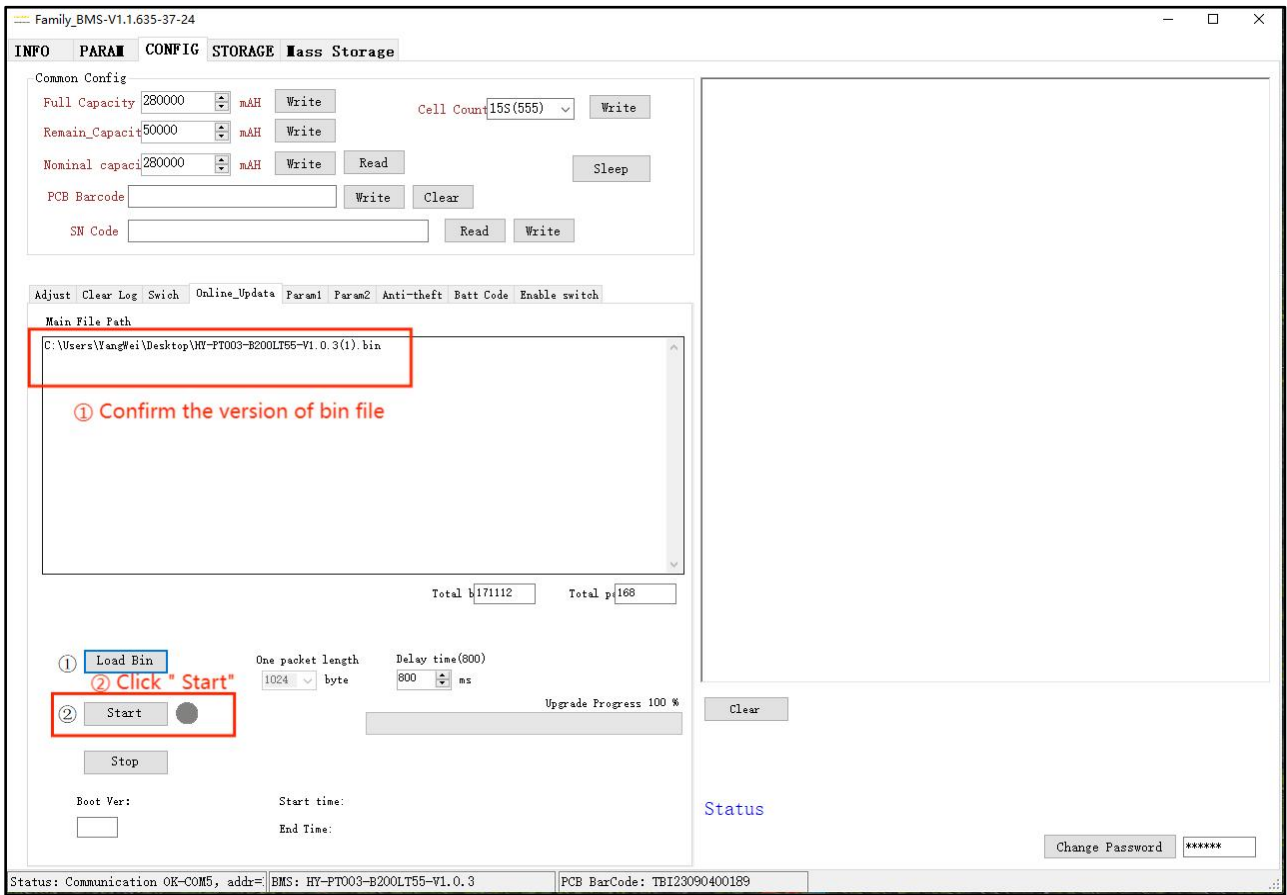 Family_BMS-V1.1.635-37-24
INFO PARAM CONFIG STORAGE Mass Storage
Common Config
Full Capacity 280000 mAH Write Cell Count 15S(555) Write
Remain_Capacit 50000 mAH Write
Nominal capaci 280000 mAH Write Read Sleep
PCB Barcode Write Clear
SN Code Read Write
Adjust Clear Log Swich Online_Updata Param1 Param2 Anti-theft Batt Code Enable switch
Main File Path
C:\Users\YangWei\Desktop\HY-PT003-B200LT55-V1.0.3(1).bin
① Confirm the version of bin file
Total b 171112 Total pa 168
① Load Bin One packet length Delay time(800)
② Click " Start" 1024 byte 800 ms
② Start Upgrade Progress 100 % Clear
Stop
Boot Ver: Start time:
End Time:
Status
Change Password ******
Status: Communication OK-COM5, addr= BMS: HY-PT003-B200LT55-V1.0.3 PCB BarCode: TBI23090400189